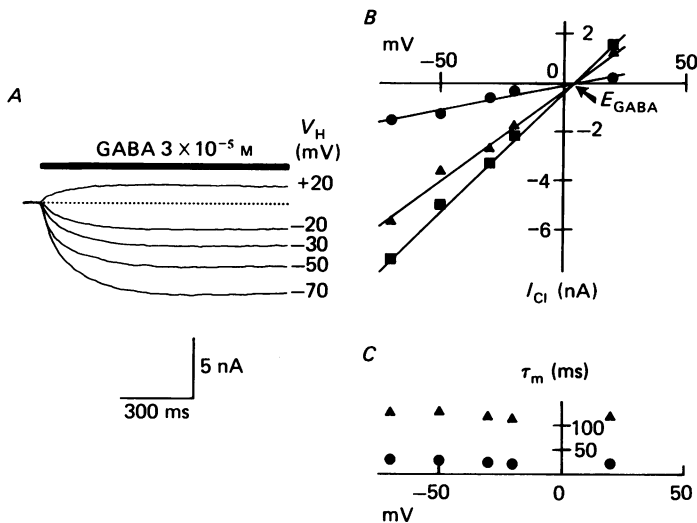 A
GABA 3 × 10⁻⁵ M
V_H
(mV)
+20
−20
−30
−50
−70
5 nA
300 ms
B
mV
−50
0
50
2
E_GABA
−2
−4
−6
I_Cl (nA)
C
τ_m (ms)
100
50
−50
0
50
mV